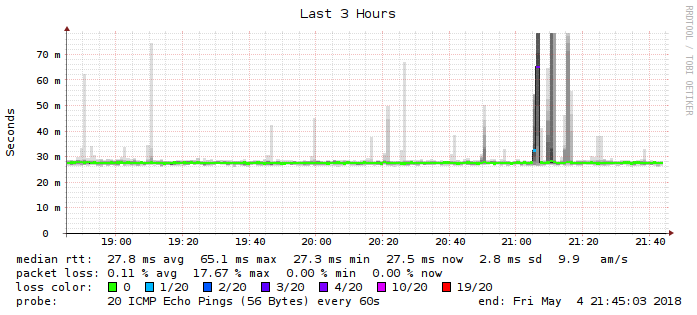 Last 3 Hours
RRDTOOL / TOBI OETIKER
Seconds
70 m
60 m
50 m
40 m
30 m
20 m
10 m
0
19:00 19:20 19:40 20:00 20:20 20:40 21:00 21:20 21:40
median rtt: 27.8 ms avg 65.1 ms max 27.3 ms min 27.5 ms now 2.8 ms sd 9.9 am/s
packet loss: 0.11 % avg 17.67 % max 0.00 % min 0.00 % now
loss color: 0 1/20 2/20 3/20 4/20 10/20 19/20
probe: 20 ICMP Echo Pings (56 Bytes) every 60s end: Fri May 4 21:45:03 2018